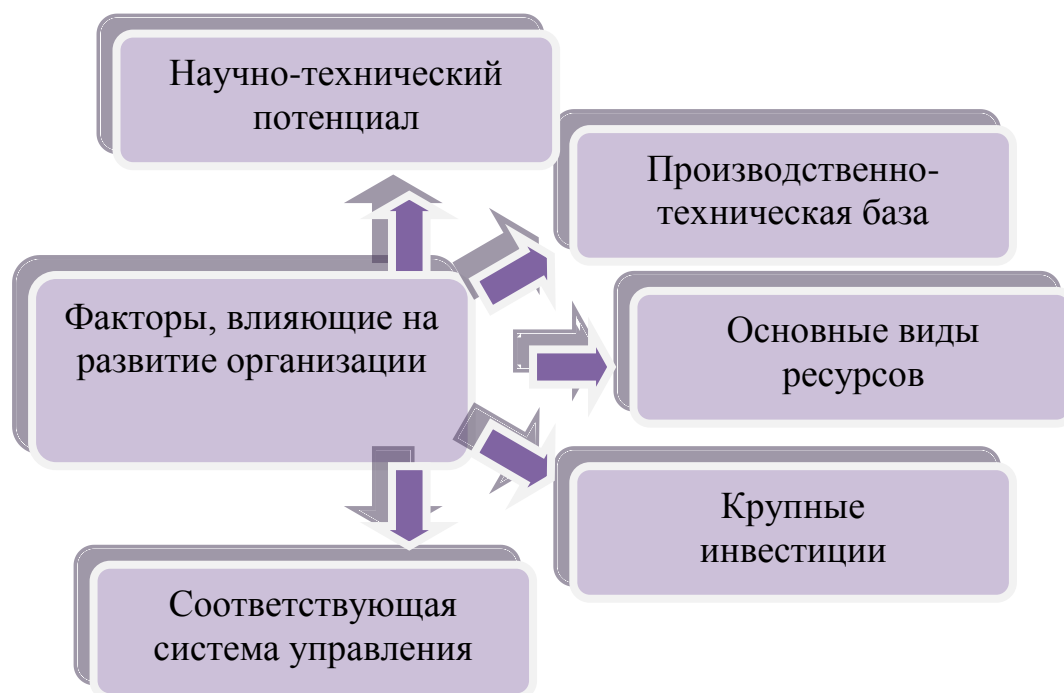 Научно-технический
потенциал
Производственно-
техническая база
Факторы, влияющие на
развитие организации
Основные виды
ресурсов
Крупные
инвестиции
Соответствующая
система управления